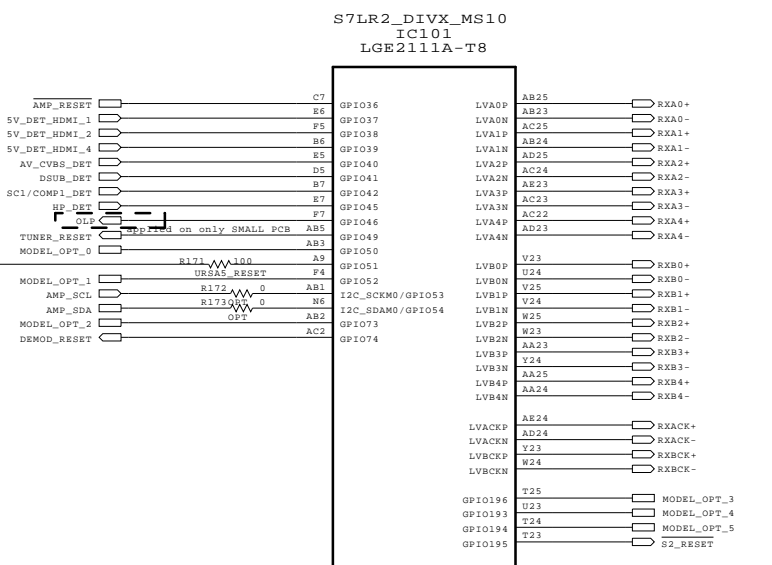 S7LR2_DIVX_MS10
IC101
LGE2111A-T8
AMP_RESET C7 GPIO36
5V_DET_HDMI_1 E6 GPIO37
5V_DET_HDMI_2 F5 GPIO38
5V_DET_HDMI_4 B6 GPIO39
AV_CVBS_DET E5 GPIO40
DSUB_DET D5 GPIO41
SC1/COMP1_DET B7 GPIO42
HP_DET E7 GPIO45
OLP F7 GPIO46
applied on only SMALL PCB
TUNER_RESET AB5 GPIO49
MODEL_OPT_0 AB3 GPIO50
R171 100 A9 GPIO51
URSA5_RESET
MODEL_OPT_1 F4 GPIO52
AMP_SCL R172 0 AB1 I2C_SCKM0/GPIO53
AMP_SDA R173 OPT 0 N6 I2C_SDAM0/GPIO54
OPT
MODEL_OPT_2 AB2 GPIO73
DEMOD_RESET AC2 GPIO74
LVA0P AB25 RXA0+
LVA0N AB23 RXA0-
LVA1P AC25 RXA1+
LVA1N AB24 RXA1-
LVA2P AD25 RXA2+
LVA2N AC24 RXA2-
LVA3P AE23 RXA3+
LVA3N AC23 RXA3-
LVA4P AC22 RXA4+
LVA4N AD23 RXA4-
LVB0P V23 RXB0+
LVB0N U24 RXB0-
LVB1P V25 RXB1+
LVB1N V24 RXB1-
LVB2P W25 RXB2+
LVB2N W23 RXB2-
LVB3P AA23 RXB3+
LVB3N Y24 RXB3-
LVB4P AA25 RXB4+
LVB4N AA24 RXB4-
LVACKP AE24 RXACK+
LVACKN AD24 RXACK-
LVBCKP Y23 RXBCK+
LVBCKN W24 RXBCK-
GPIO196 T25 MODEL_OPT_3
GPIO193 U23 MODEL_OPT_4
GPIO194 T24 MODEL_OPT_5
GPIO195 T23 S2_RESET